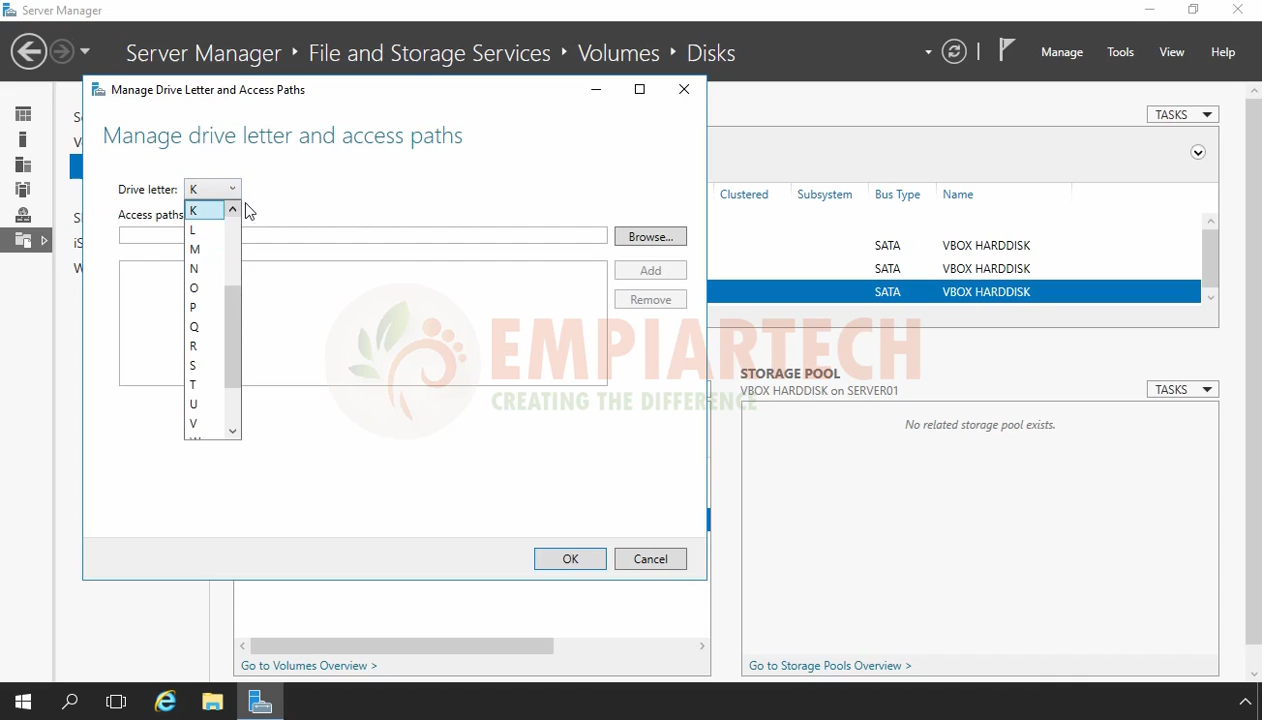 Server Manager
Server Manager File and Storage Services Volumes Disks
Manage Tools View Help
Manage Drive Letter and Access Paths
Manage drive letter and access paths
Drive letter: K
Access paths
K
L
M
N
O
P
Q
R
S
T
U
V
Browse...
Add
Remove
OK Cancel
TASKS
Clustered Subsystem Bus Type Name
SATA VBOX HARDDISK
SATA VBOX HARDDISK
SATA VBOX HARDDISK
EMPIARTECH
CREATING THE DIFFERENCE
STORAGE POOL
VBOX HARDDISK on SERVER01
TASKS
No related storage pool exists.
Go to Volumes Overview >
Go to Storage Pools Overview >